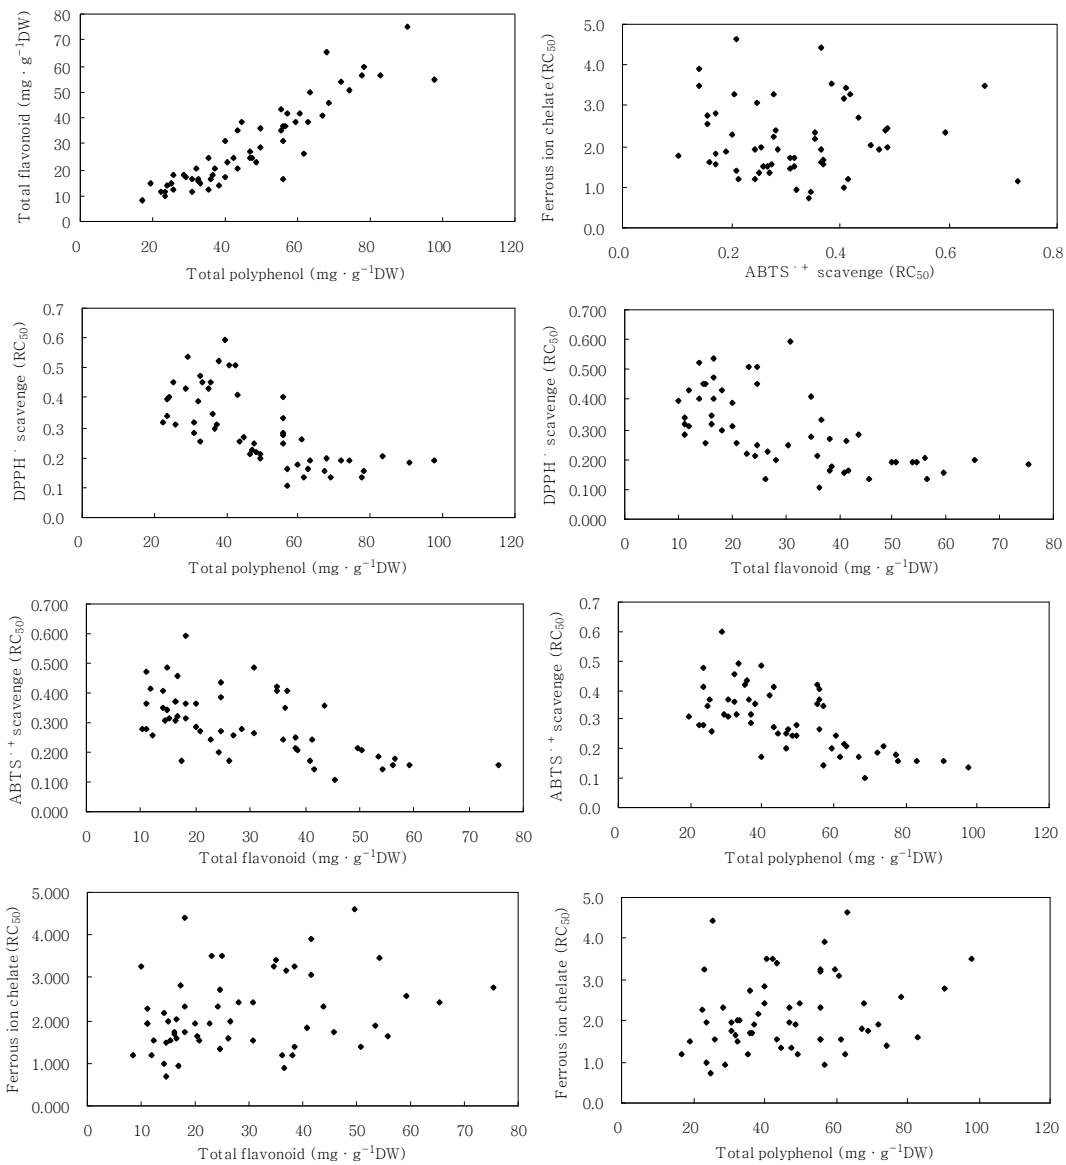 80
70
60
50
40
30
20
10
0
Total flavonoid (mg · g⁻¹DW)
0 20 40 60 80 100 120
Total polyphenol (mg · g⁻¹DW)
5.0
4.0
3.0
2.0
1.0
0.0
Ferrous ion chelate (RC₅₀)
0.0 0.2 0.4 0.6 0.8
ABTS·⁺ scavenge (RC₅₀)
0.7
0.6
0.5
0.4
0.3
0.2
0.1
0.0
DPPH· scavenge (RC₅₀)
0 20 40 60 80 100 120
Total polyphenol (mg · g⁻¹DW)
0.700
0.600
0.500
0.400
0.300
0.200
0.100
0.000
DPPH· scavenge (RC₅₀)
0 10 20 30 40 50 60 70 80
Total flavonoid (mg · g⁻¹DW)
0.700
0.600
0.500
0.400
0.300
0.200
0.100
0.000
ABTS·⁺ scavenge (RC₅₀)
0 10 20 30 40 50 60 70 80
Total flavonoid (mg · g⁻¹DW)
0.7
0.6
0.5
0.4
0.3
0.2
0.1
0.0
ABTS·⁺ scavenge (RC₅₀)
0 20 40 60 80 100 120
Total polyphenol (mg · g⁻¹DW)
5.000
4.000
3.000
2.000
1.000
0.000
Ferrous ion chelate (RC₅₀)
0 10 20 30 40 50 60 70 80
Total flavonoid (mg · g⁻¹DW)
5.0
4.0
3.0
2.0
1.0
0.0
Ferrous ion chelate (RC₅₀)
0 20 40 60 80 100 120
Total polyphenol (mg · g⁻¹DW)